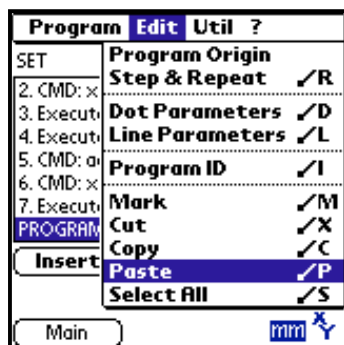 Program Edit Util ?
SET
Program Origin
Step & Repeat /R
2. CMD: x
3. Execut
Dot Parameters /D
4. Execut
Line Parameters /L
5. CMD: a
Program ID /I
6. CMD: x
7. Execut
Mark /M
PROGRAM
Cut /X
Copy /C
Insert
Paste /P
Select All /S
Main
mm X Y